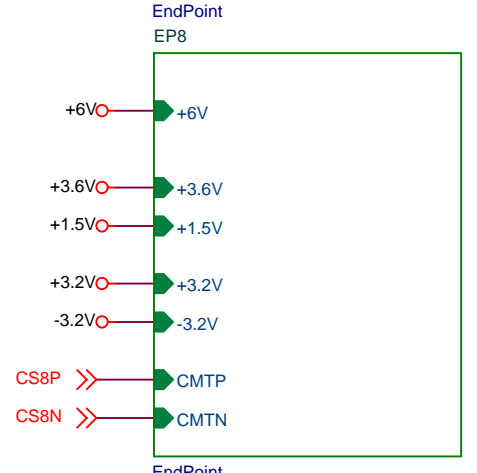 EndPoint
EP8
+6V +6V
+3.6V +3.6V
+1.5V +1.5V
+3.2V +3.2V
-3.2V -3.2V
CS8P CMTP
CS8N CMTN
EndPoint